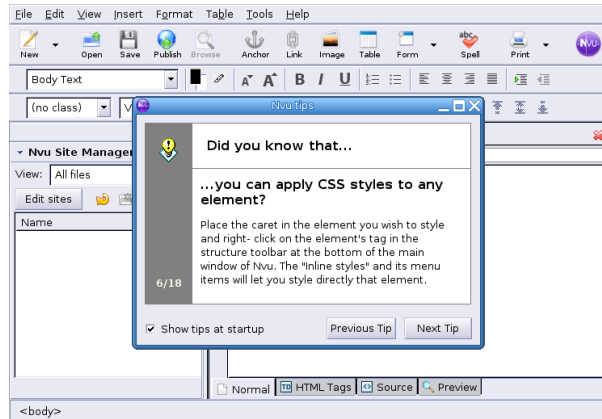 File Edit View Insert Format Table Tools Help
New Open Save Publish Browse Anchor Link Image Table Form Spell Print Nvu
Body Text A A B I U
(no class)
Nvu tips
Nvu Site Manager
View: All files
Edit sites
Name
Did you know that...
...you can apply CSS styles to any
element?
Place the caret in the element you wish to style
and right- click on the element's tag in the
structure toolbar at the bottom of the main
window of Nvu. The "Inline styles" and its menu
items will let you style directly that element.
6/18
Show tips at startup Previous Tip Next Tip
Normal TD HTML Tags Source Preview
<body>